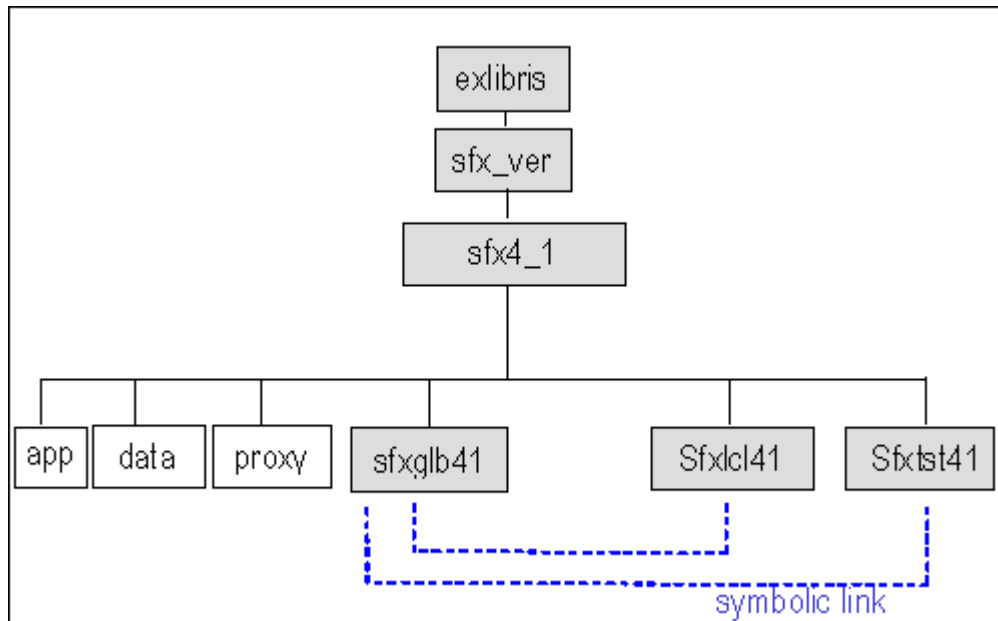 exlibris
sfx_ver
sfx4_1
app data proxy sfxglb41 Sfxlcl41 Sfxtst41
symbolic link